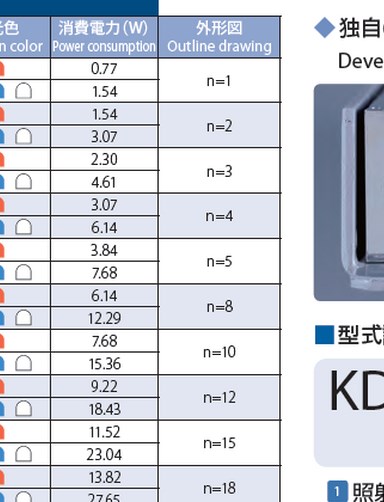 色 消費電力(W) 外形図
n color Power consumption Outline drawing
0.77
n=1
1.54
1.54
n=2
3.07
2.30
n=3
4.61
3.07
n=4
6.14
3.84
n=5
7.68
6.14
n=8
12.29
7.68
n=10
15.36
9.22
n=12
18.43
11.52
n=15
23.04
13.82
n=18
27.65
◆独自
Deve
■型式
KD
1 照射